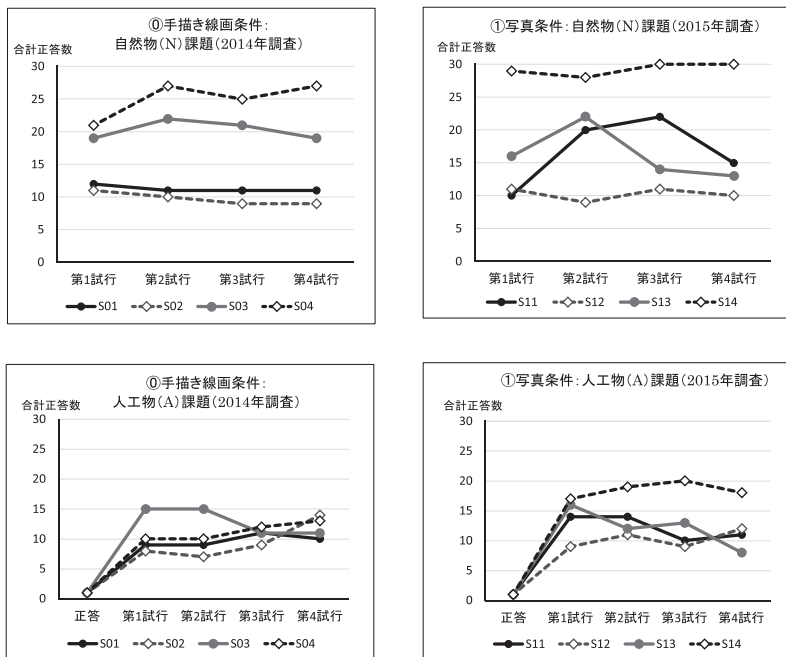 ⓪手描き線画条件:
自然物(N)課題(2014年調査)
合計正答数
30
25
20
15
10
5
0
第1試行 第2試行 第3試行 第4試行
S01 S02 S03 S04
①写真条件:自然物(N)課題(2015年調査)
合計正答数
30
25
20
15
10
5
0
第1試行 第2試行 第3試行 第4試行
S11 S12 S13 S14
⓪手描き線画条件:
人工物(A)課題(2014年調査)
合計正答数
30
25
20
15
10
5
0
正答 第1試行 第2試行 第3試行 第4試行
S01 S02 S03 S04
①写真条件:人工物(A)課題(2015年調査)
合計正答数
30
25
20
15
10
5
0
正答 第1試行 第2試行 第3試行 第4試行
S11 S12 S13 S14